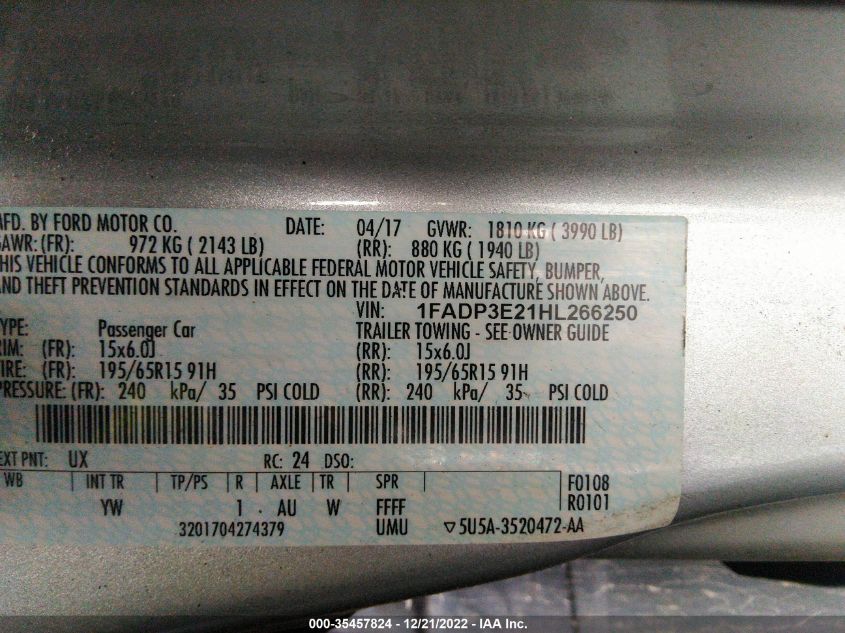 MFD. BY FORD MOTOR CO. DATE: 04/17 GVWR: 1810 KG ( 3990 LB)
GAWR: (FR): 972 KG ( 2143 LB) (RR): 880 KG ( 1940 LB)
THIS VEHICLE CONFORMS TO ALL APPLICABLE FEDERAL MOTOR VEHICLE SAFETY, BUMPER,
AND THEFT PREVENTION STANDARDS IN EFFECT ON THE DATE OF MANUFACTURE SHOWN ABOVE.
VIN: 1FADP3E21HL266250
TYPE: Passenger Car TRAILER TOWING - SEE OWNER GUIDE
RIM: (FR): 15x6.0J (RR): 15x6.0J
TIRE: (FR): 195/65R15 91H (RR): 195/65R15 91H
PRESSURE: (FR): 240 kPa/ 35 PSI COLD (RR): 240 kPa/ 35 PSI COLD
EXT PNT: UX RC: 24 DSO:
WB INT TR TP/PS R AXLE TR SPR F0108
YW 1 AU W FFFF R0101
3201704274379 UMU ▽5U5A-3520472-AA
000-35457824 - 12/21/2022 - IAA Inc.